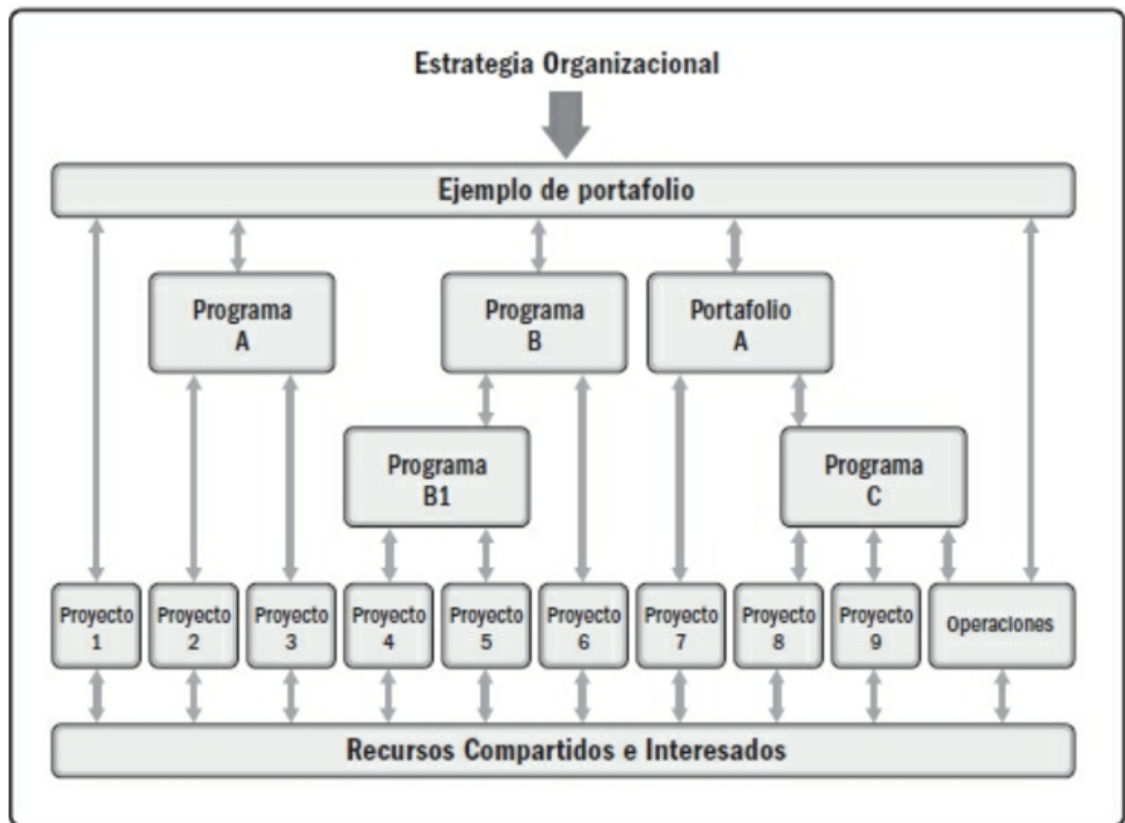 Estrategia Organizacional
Ejemplo de portafolio
Programa
A
Programa
B
Portafolio
A
Programa
B1
Programa
C
Proyecto
1
Proyecto
2
Proyecto
3
Proyecto
4
Proyecto
5
Proyecto
6
Proyecto
7
Proyecto
8
Proyecto
9
Operaciones
Recursos Compartidos e Interesados